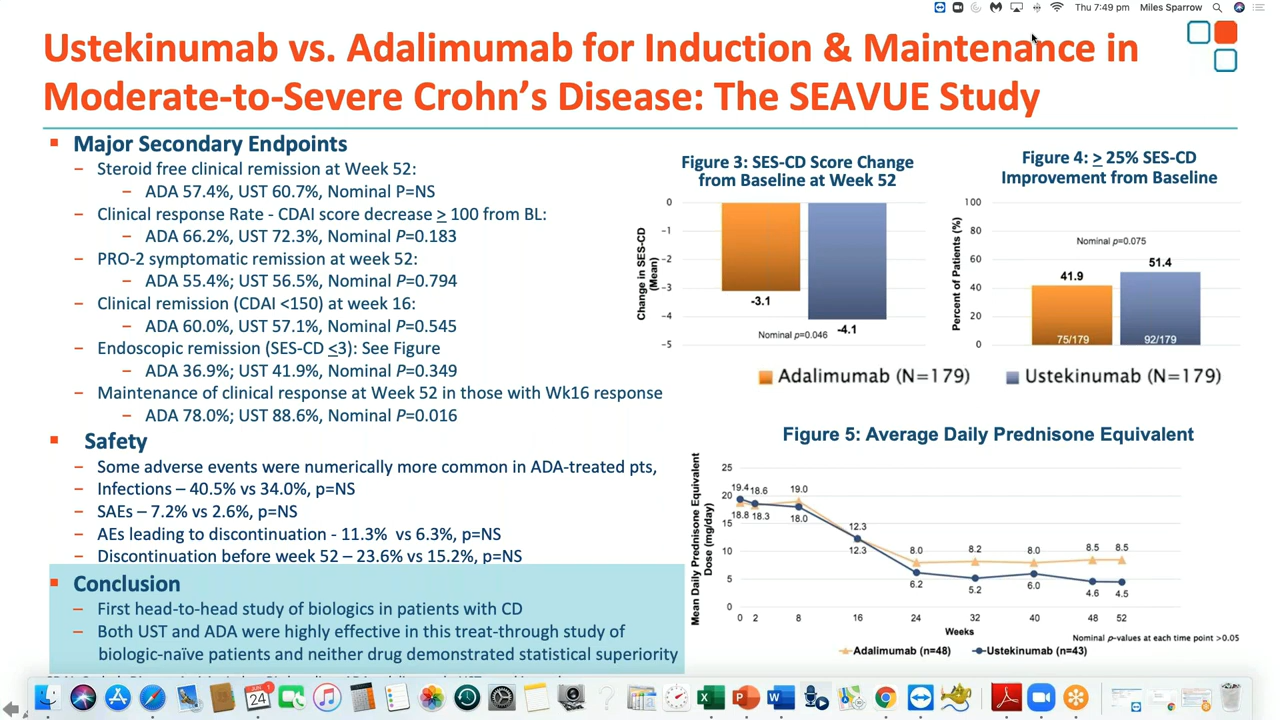 Thu 7:49 pm Miles Sparrow
Ustekinumab vs. Adalimumab for Induction & Maintenance in
Moderate-to-Severe Crohn's Disease: The SEAVUE Study
Major Secondary Endpoints
– Steroid free clinical remission at Week 52:
– ADA 57.4%, UST 60.7%, Nominal P=NS
– Clinical response Rate - CDAI score decrease ≥ 100 from BL:
– ADA 66.2%, UST 72.3%, Nominal P=0.183
– PRO-2 symptomatic remission at week 52:
– ADA 55.4%; UST 56.5%, Nominal P=0.794
– Clinical remission (CDAI <150) at week 16:
– ADA 60.0%; UST 57.1%, Nominal P=0.545
– Endoscopic remission (SES-CD ≤3): See Figure
– ADA 36.9%; UST 41.9%, Nominal P=0.349
– Maintenance of clinical response at Week 52 in those with Wk16 response
– ADA 78.0%; UST 88.6%, Nominal P=0.016
Safety
– Some adverse events were numerically more common in ADA-treated pts,
– Infections – 40.5% vs 34.0%, p=NS
– SAEs – 7.2% vs 2.6%, p=NS
– AEs leading to discontinuation - 11.3% vs 6.3%, p=NS
– Discontinuation before week 52 – 23.6% vs 15.2%, p=NS
Conclusion
– First head-to-head study of biologics in patients with CD
– Both UST and ADA were highly effective in this treat-through study of
biologic-naïve patients and neither drug demonstrated statistical superiority
Figure 3: SES-CD Score Change
from Baseline at Week 52
Change in SES-CD
(Mean)
0
-1
-2
-3
-4
-5
-3.1
-4.1
Nominal p=0.046
Figure 4: ≥ 25% SES-CD
Improvement from Baseline
Percent of Patients (%)
100
80
60
40
20
0
Nominal p=0.075
41.9
51.4
75/179
92/179
Adalimumab (N=179)
Ustekinumab (N=179)
Figure 5: Average Daily Prednisone Equivalent
Mean Daily Prednisone Equivalent
Dose (mg/day)
25
20
15
10
5
0
19.4 18.6 19.0
18.8 18.3 18.0
12.3
12.3
8.0 8.2 8.0 8.5 8.5
6.2 5.2 6.0 4.6 4.5
0 2 8 16 24 32 40 48 52
Weeks
Nominal p-values at each time point >0.05
Adalimumab (n=48)
Ustekinumab (n=43)
24